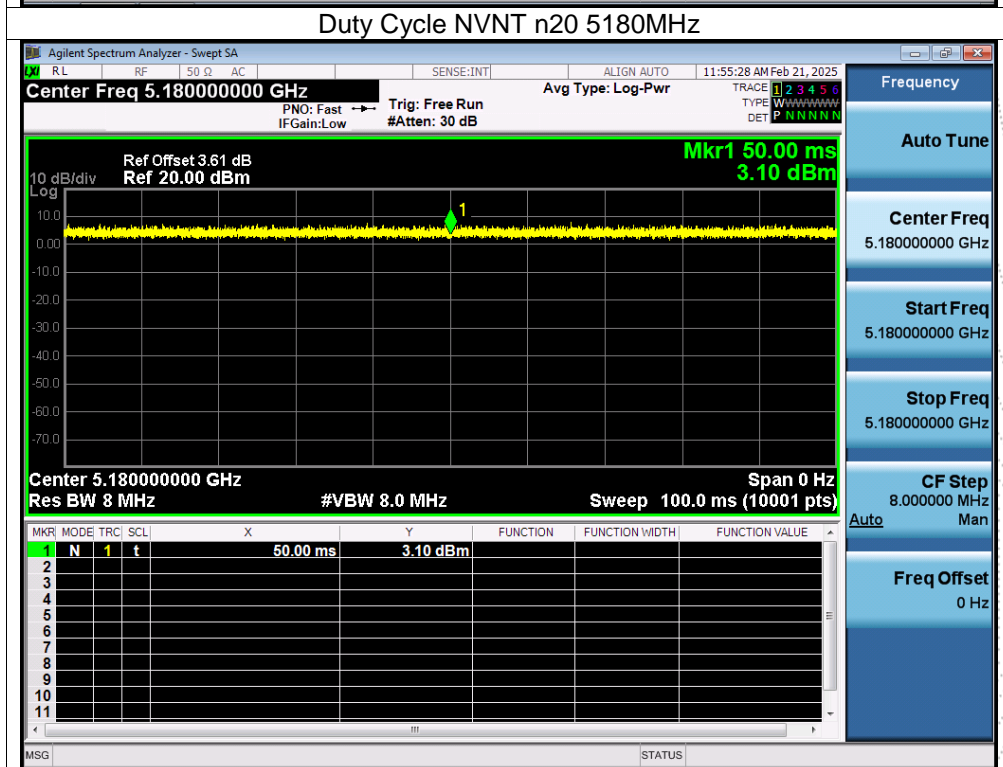 Duty Cycle NVNT n20 5180MHz
Agilent Spectrum Analyzer - Swept SA
LXI RL RF 50 Ω AC SENSE:INT ALIGN AUTO 11:55:28 AM Feb 21, 2025
Center Freq 5.180000000 GHz
PNO: Fast
IFGain:Low
Trig: Free Run
#Atten: 30 dB
Avg Type: Log-Pwr
TRACE 1 2 3 4 5 6
TYPE WWWWWW
DET P N N N N N
Ref Offset 3.61 dB
10 dB/div Ref 20.00 dBm
Log
Mkr1 50.00 ms
3.10 dBm
1
10.0
0.00
-10.0
-20.0
-30.0
-40.0
-50.0
-60.0
-70.0
Center 5.180000000 GHz Span 0 Hz
Res BW 8 MHz #VBW 8.0 MHz Sweep 100.0 ms (10001 pts)
MKR MODE TRC SCL X Y FUNCTION FUNCTION WIDTH FUNCTION VALUE
1 N 1 t 50.00 ms 3.10 dBm
2
3
4
5
6
7
8
9
10
11
MSG STATUS
Frequency
Auto Tune
Center Freq
5.180000000 GHz
Start Freq
5.180000000 GHz
Stop Freq
5.180000000 GHz
CF Step
8.000000 MHz
Auto Man
Freq Offset
0 Hz